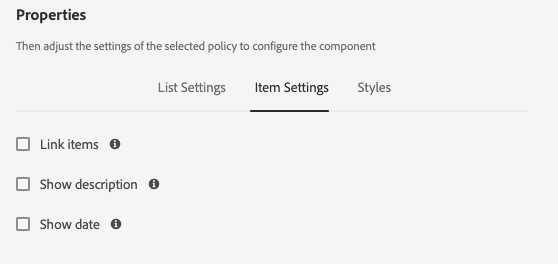 Properties
Then adjust the settings of the selected policy to configure the component
List Settings Item Settings Styles
Link items
Show description
Show date